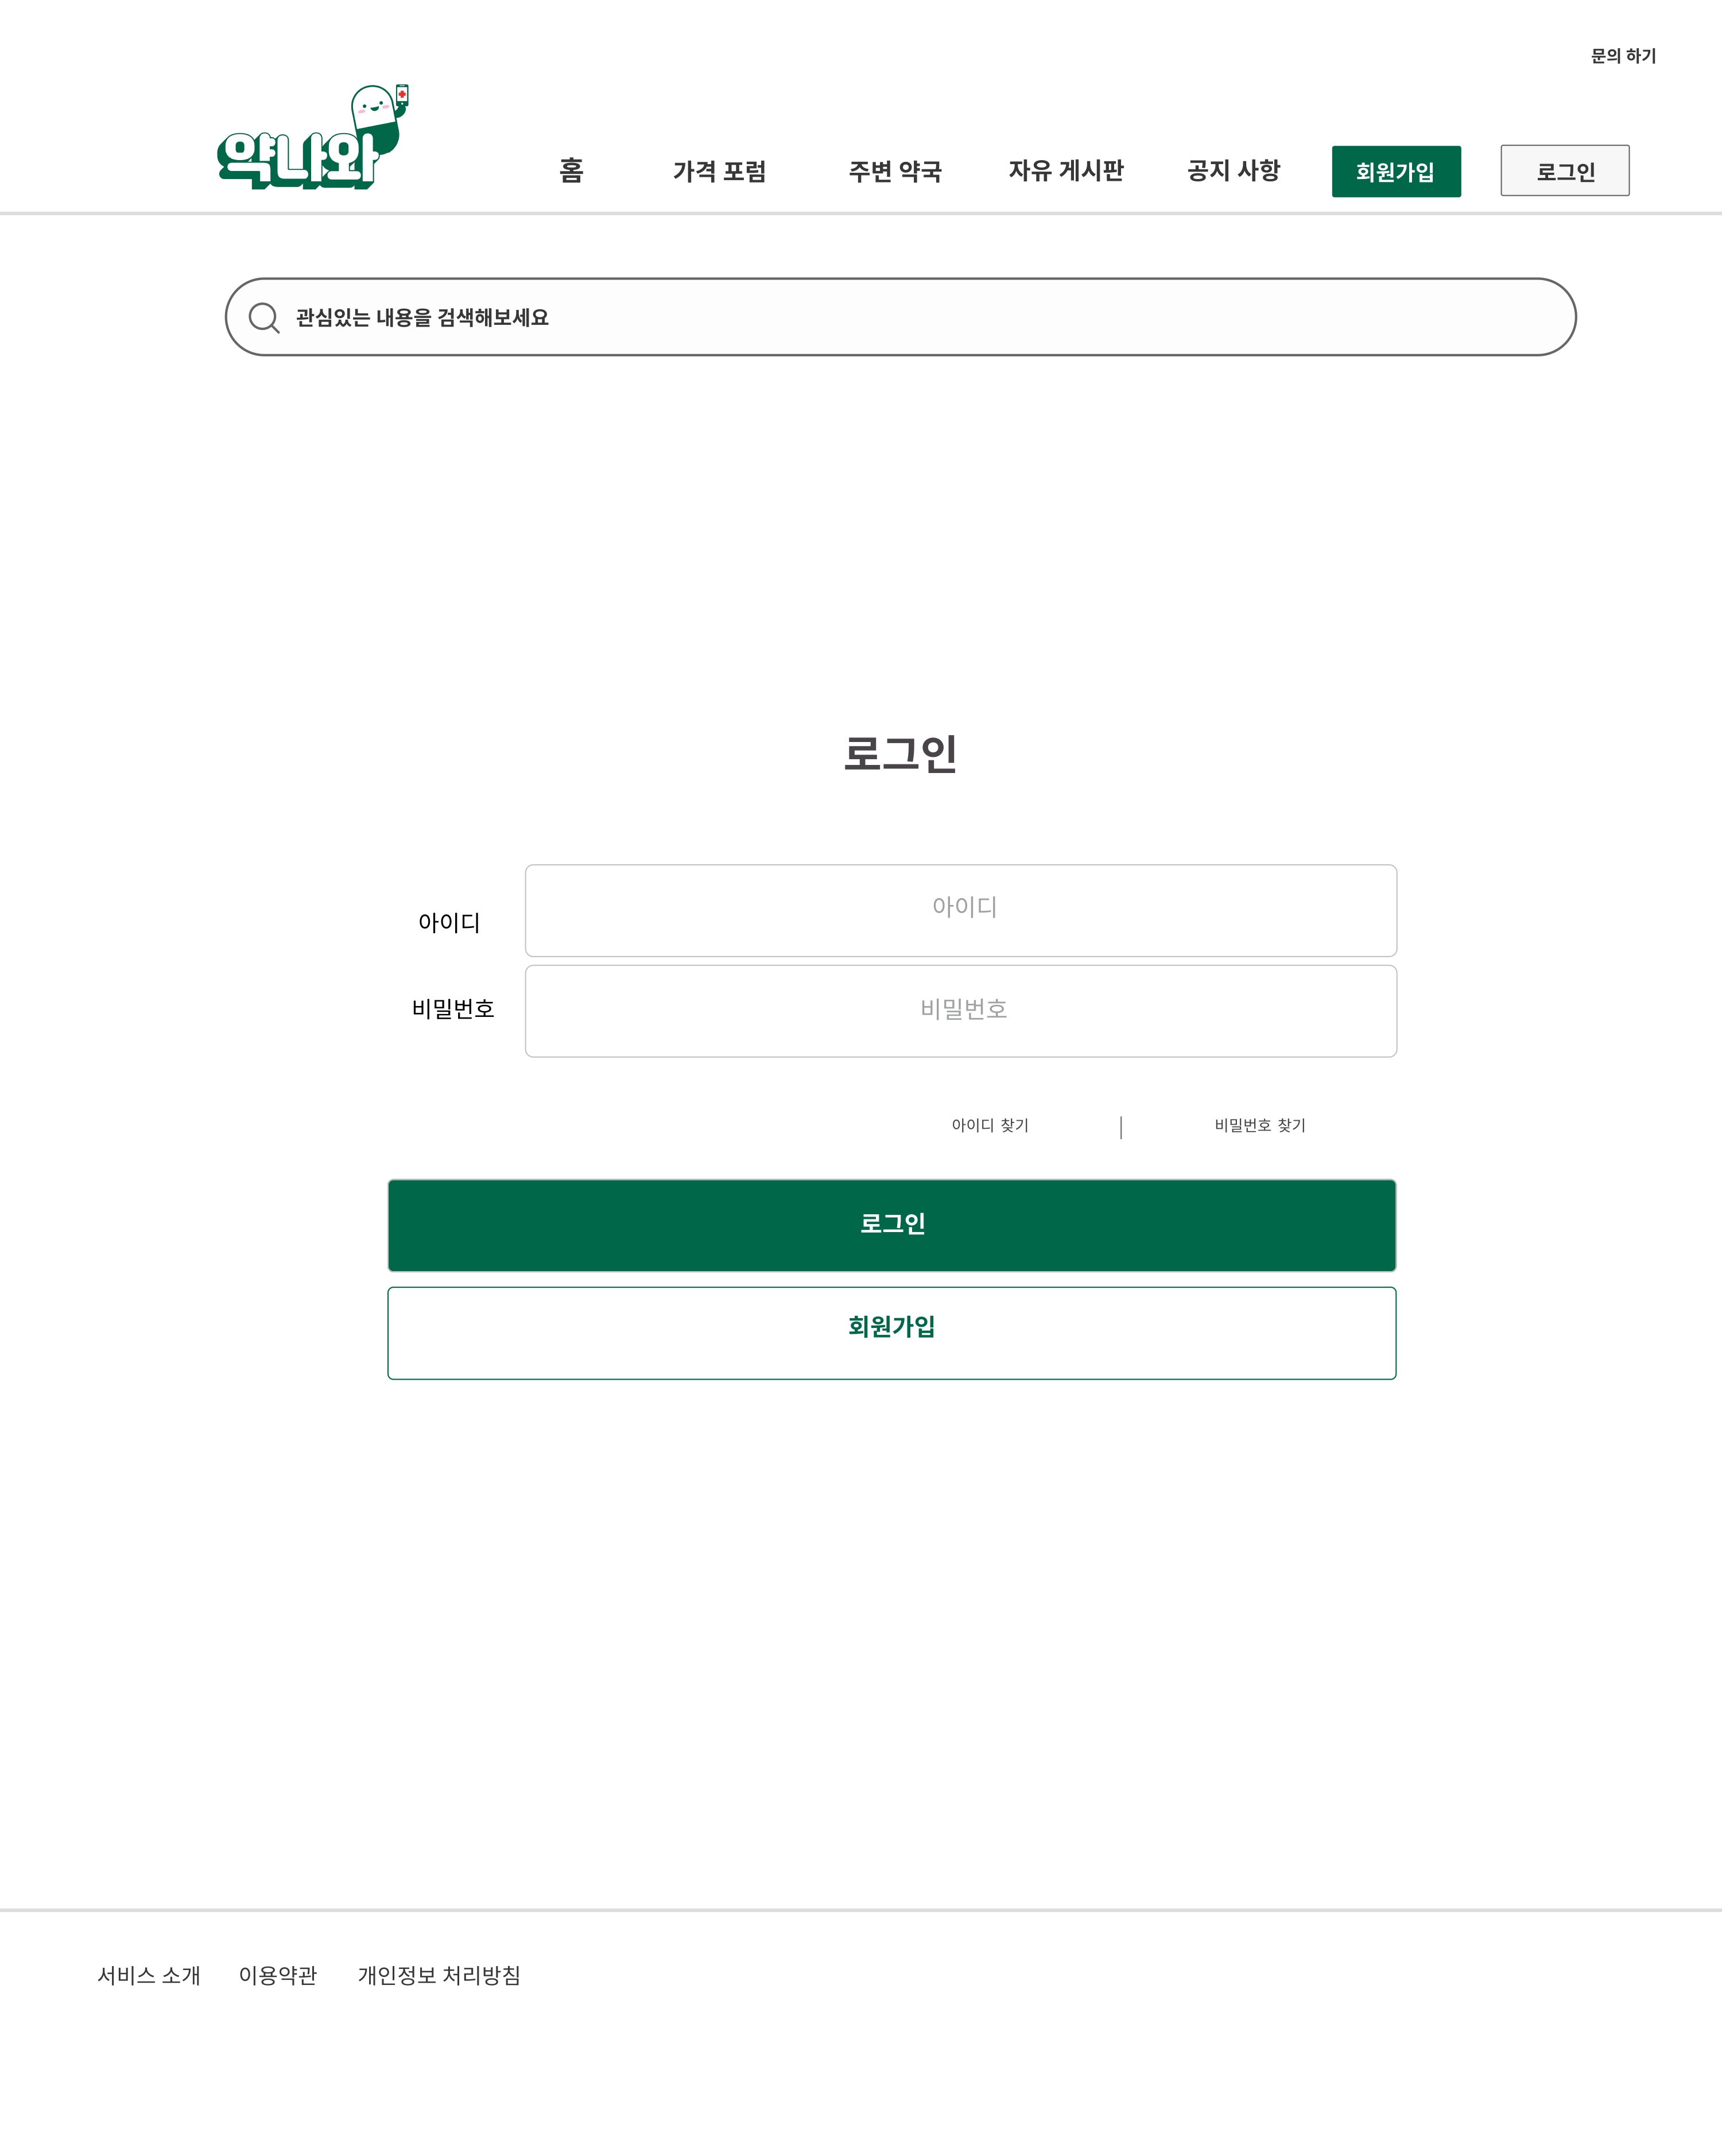 문의 하기
약나와
홈 가격 포럼 주변 약국 자유 게시판 공지 사항 회원가입 로그인
관심있는 내용을 검색해보세요
로그인
아이디 아이디
비밀번호 비밀번호
아이디 찾기 | 비밀번호 찾기
로그인
회원가입
서비스 소개 이용약관 개인정보 처리방침